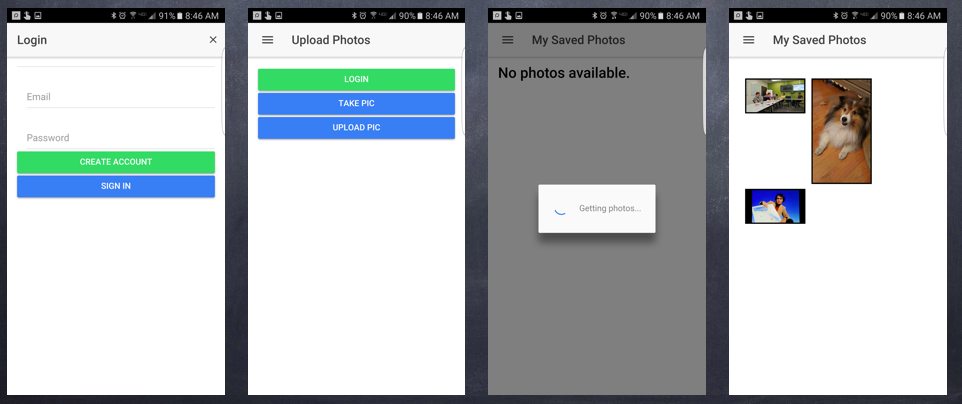 91% 8:46 AM
Login
×
Email
Password
CREATE ACCOUNT
SIGN IN
90% 8:46 AM
Upload Photos
LOGIN
TAKE PIC
UPLOAD PIC
90% 8:46 AM
My Saved Photos
No photos available.
Getting photos...
90% 8:46 AM
My Saved Photos